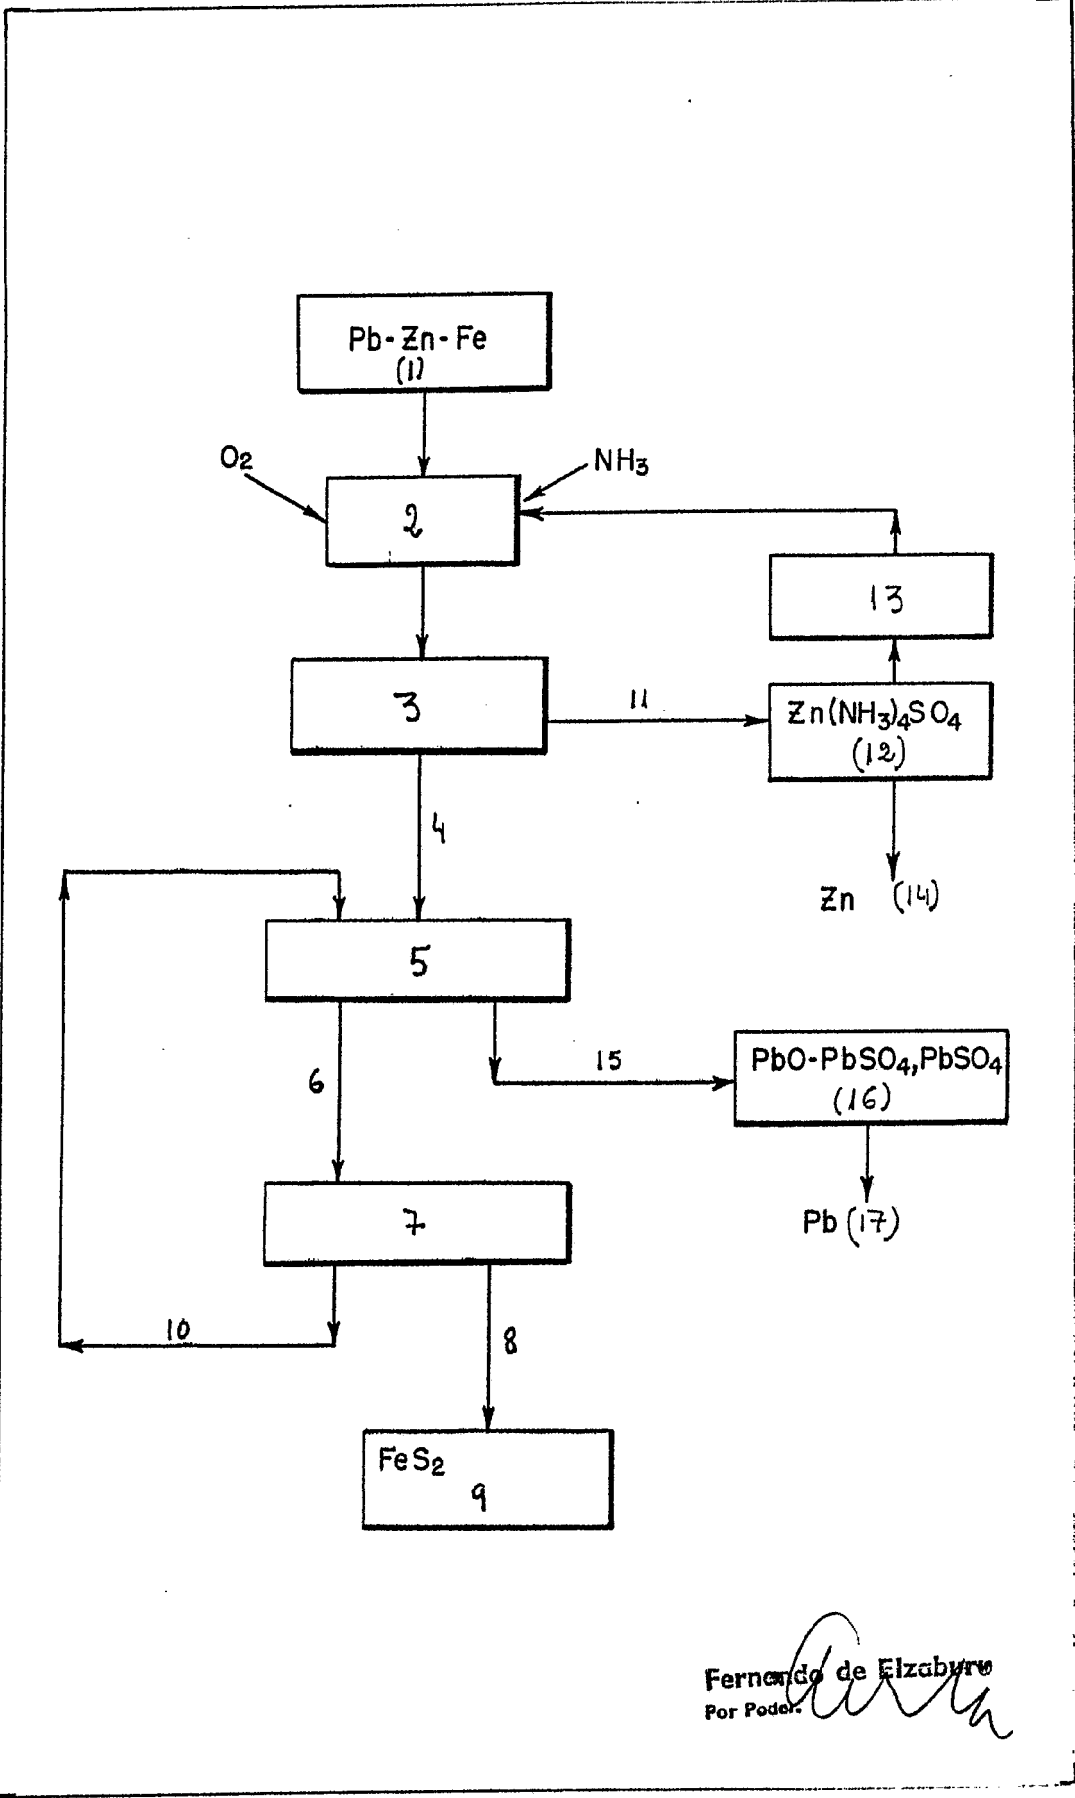 Pb-Zn-Fe
(1)
O2
NH3
2
13
3
11
Zn(NH3)4SO4
(12)
4
Zn (14)
5
15
PbO-PbSO4,PbSO4
(16)
6
Pb (17)
7
10
8
FeS2
9
Fernando de Elzaburu
Por Poder.